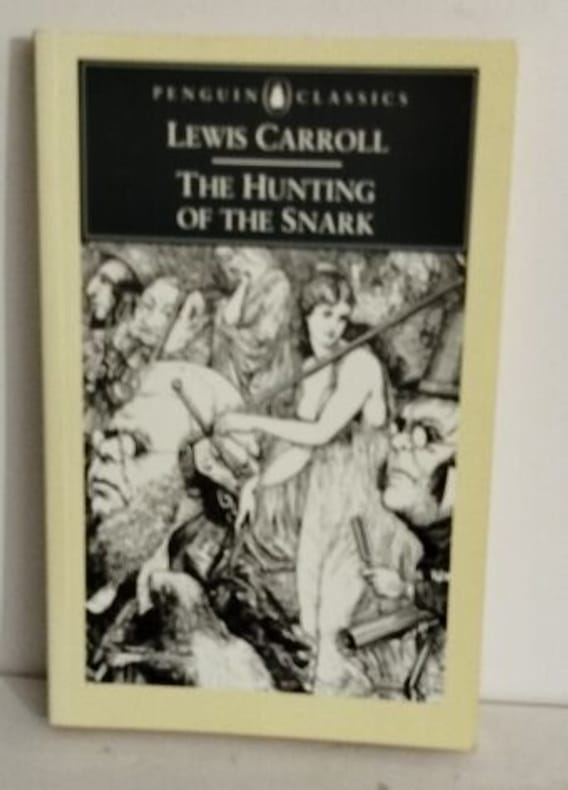 PENGUIN CLASSICS
LEWIS CARROLL
THE HUNTING
OF THE SNARK